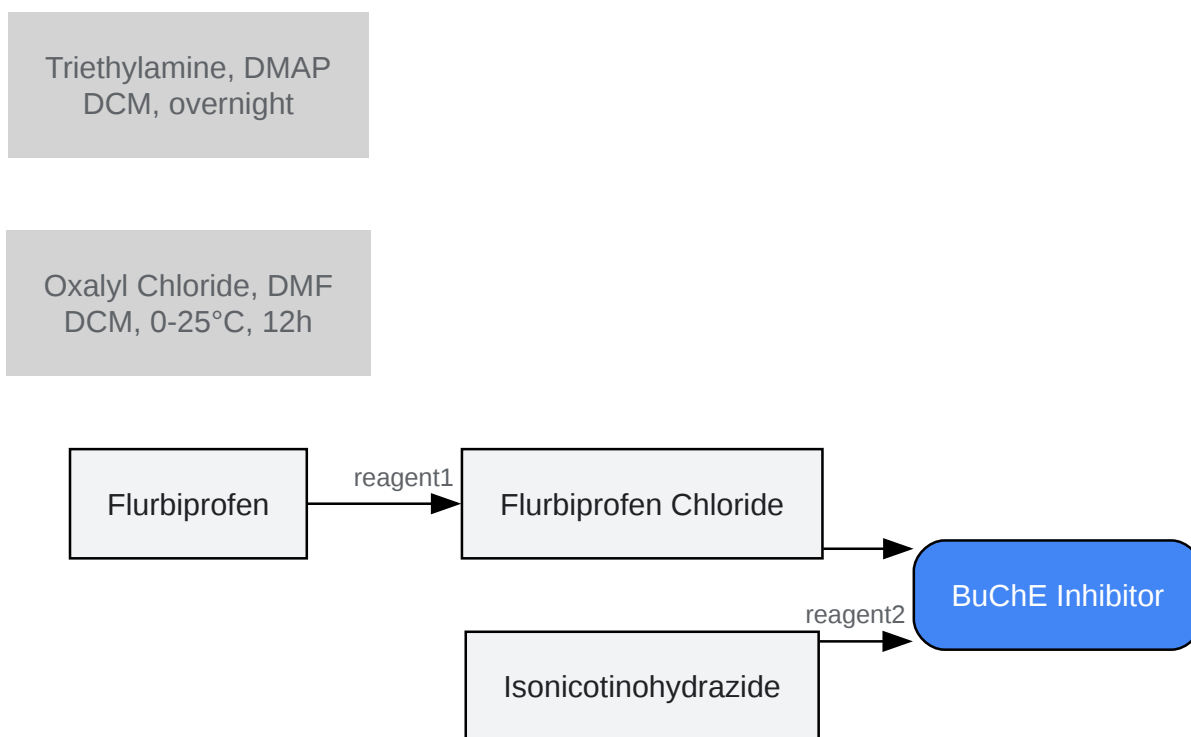 Triethylamine, DMAP
DCM, overnight
Oxalyl Chloride, DMF
DCM, 0-25°C, 12h
Flurbiprofen
reagent1
Flurbiprofen Chloride
BuChE Inhibitor
reagent2
Isonicotinohydrazide